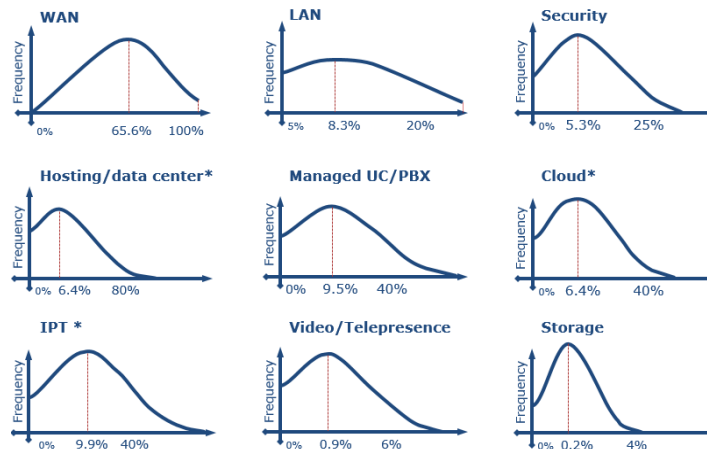 WAN
Frequency
0%
65.6%
100%
LAN
Frequency
5%
8.3%
20%
Security
Frequency
0%
5.3%
25%
Hosting/data center*
Frequency
0%
6.4%
80%
Managed UC/PBX
Frequency
0%
9.5%
40%
Cloud*
Frequency
0%
6.4%
40%
IPT *
Frequency
0%
9.9%
40%
Video/Telepresence
Frequency
0%
0.9%
6%
Storage
Frequency
0%
0.2%
4%